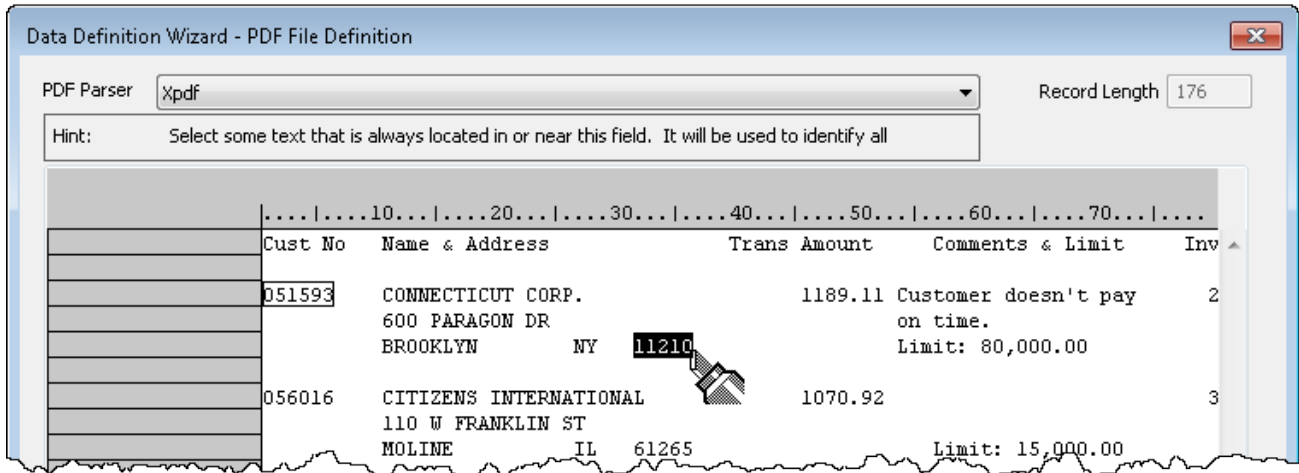 Data Definition Wizard - PDF File Definition
PDF Parser Xpdf Record Length 176
Hint: Select some text that is always located in or near this field. It will be used to identify all
|....|....10...|....20...|....30...|....40...|....50...|....60...|....70...|....
Cust No Name & Address Trans Amount Comments & Limit Inv
051593 CONNECTICUT CORP. 1189.11 Customer doesn't pay 2
600 PARAGON DR on time.
BROOKLYN NY 11210 Limit: 80,000.00
056016 CITIZENS INTERNATIONAL 1070.92 3
110 W FRANKLIN ST
MOLINE IL 61265 Limit: 15,000.00